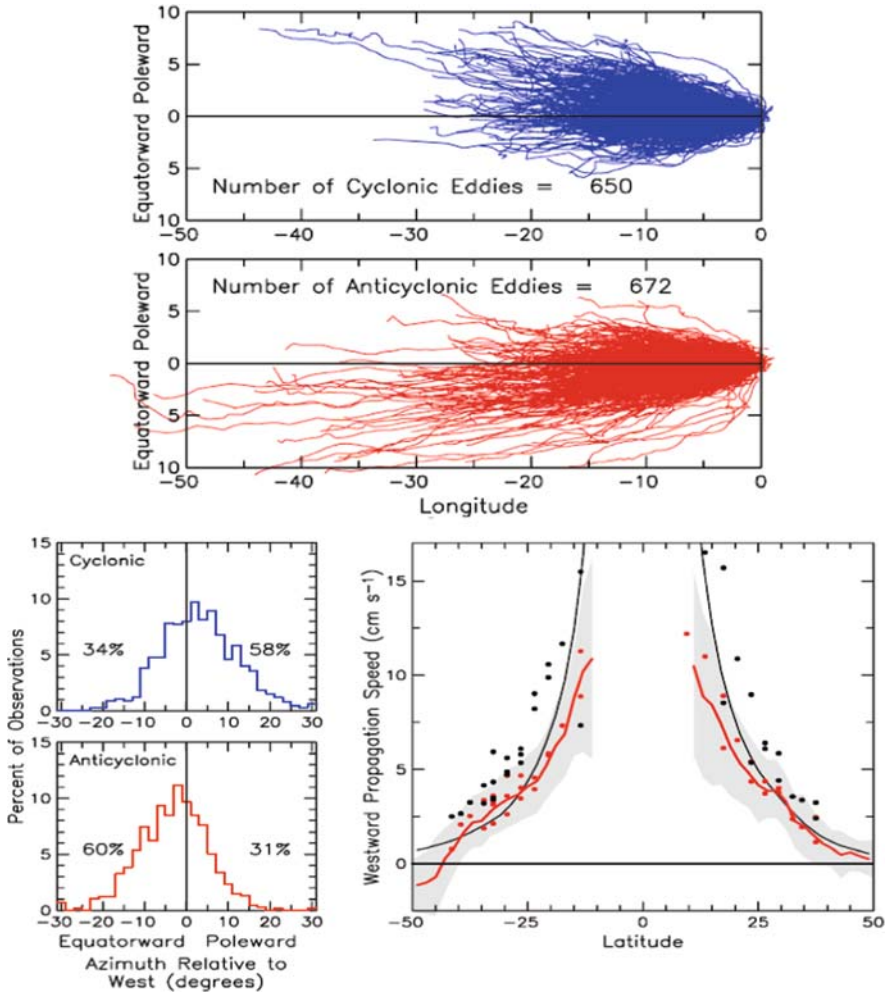 10
5
0
5
10
Equatorward Poleward
Number of Cyclonic Eddies = 650
-50 -40 -30 -20 -10 0
10
5
0
5
10
Equatorward Poleward
Number of Anticyclonic Eddies = 672
-50 -40 -30 -20 -10 0
Longitude
15
10
5
0
Cyclonic
34% 58%
-30 -20 -10 0 10 20 30
Percent of Observations
15
10
5
0
Anticyclonic
60% 31%
-30 -20 -10 0 10 20 30
Equatorward Poleward
Azimuth Relative to
West (degrees)
Westward Propagation Speed (cm s⁻¹)
15
10
5
0
-50 -25 0 25 50
Latitude